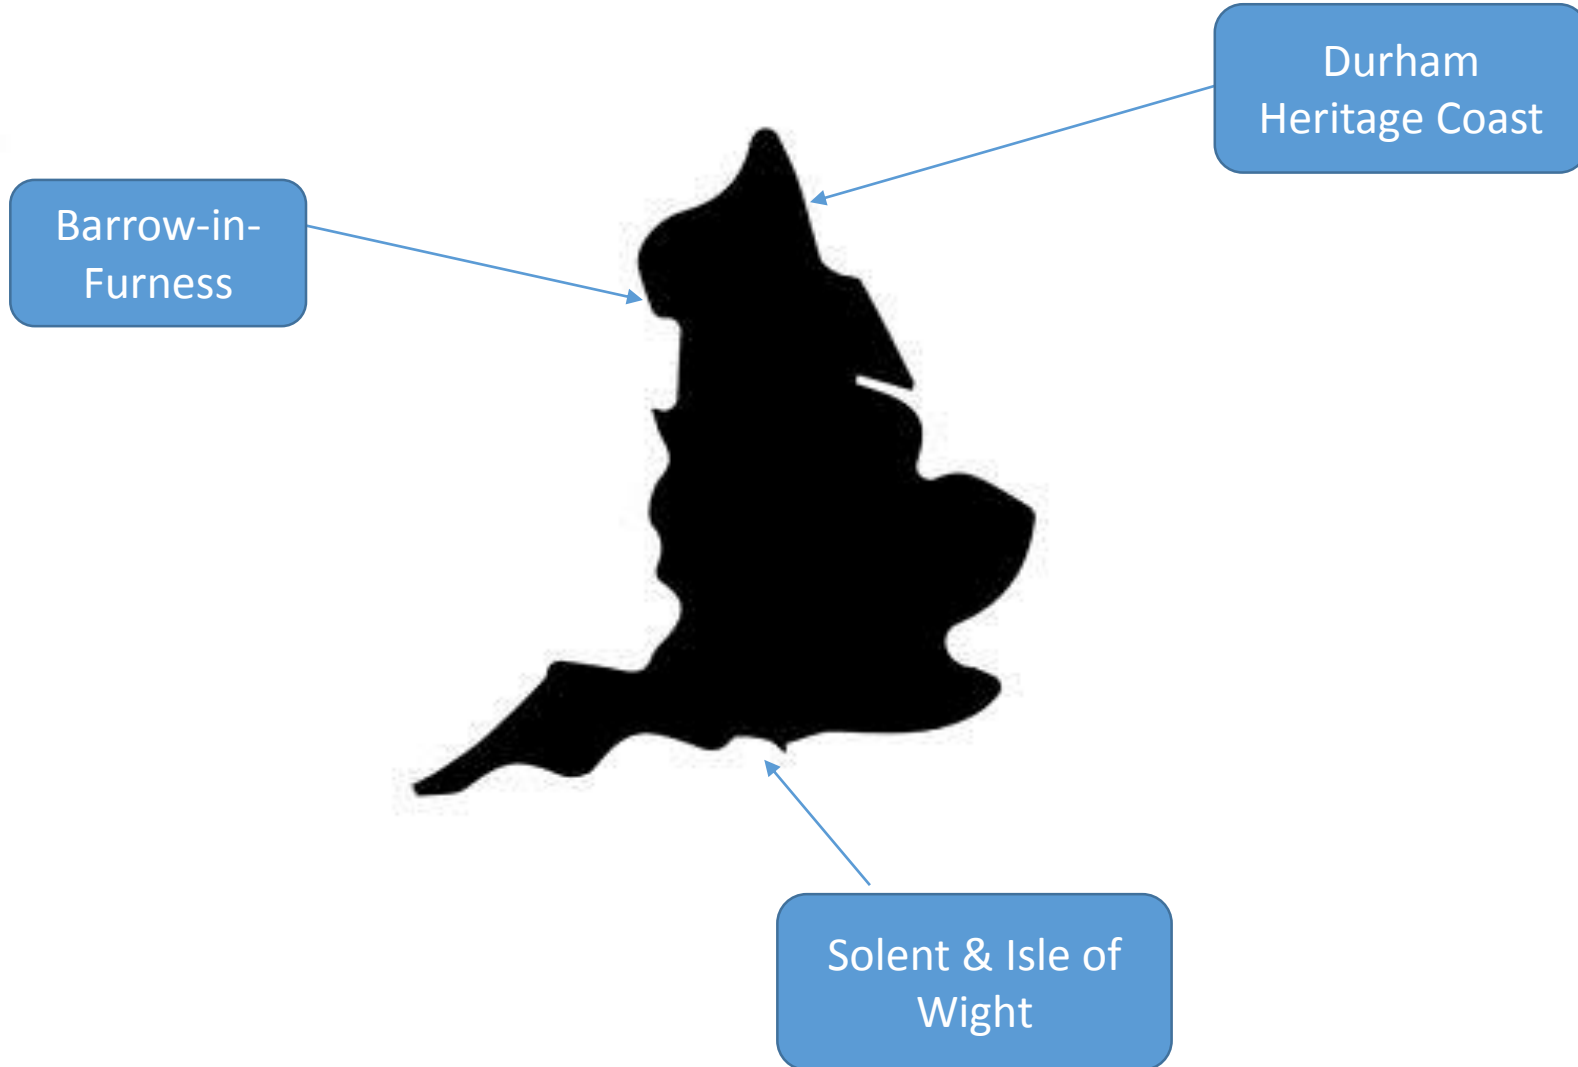 Durham
Heritage Coast
Barrow-in-
Furness
Solent & Isle of
Wight